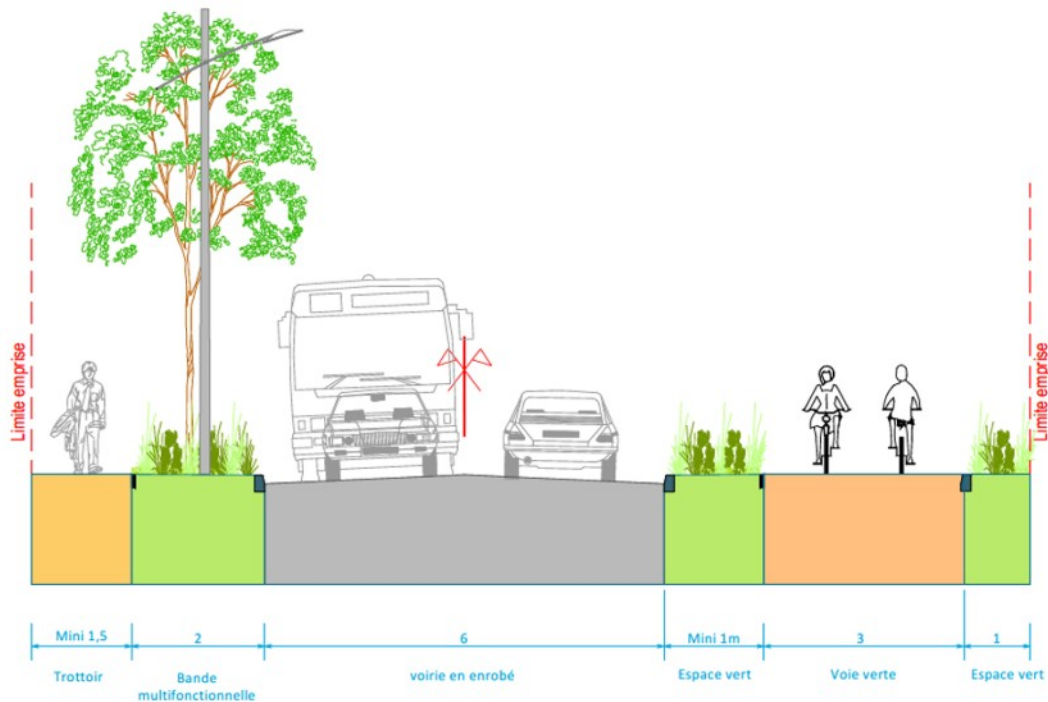 Limite emprise
Limite emprise
Mini 1,5
2
6
Mini 1m
3
1
Trottoir
Bande
multifonctionnelle
voirie en enrobé
Espace vert
Voie verte
Espace vert